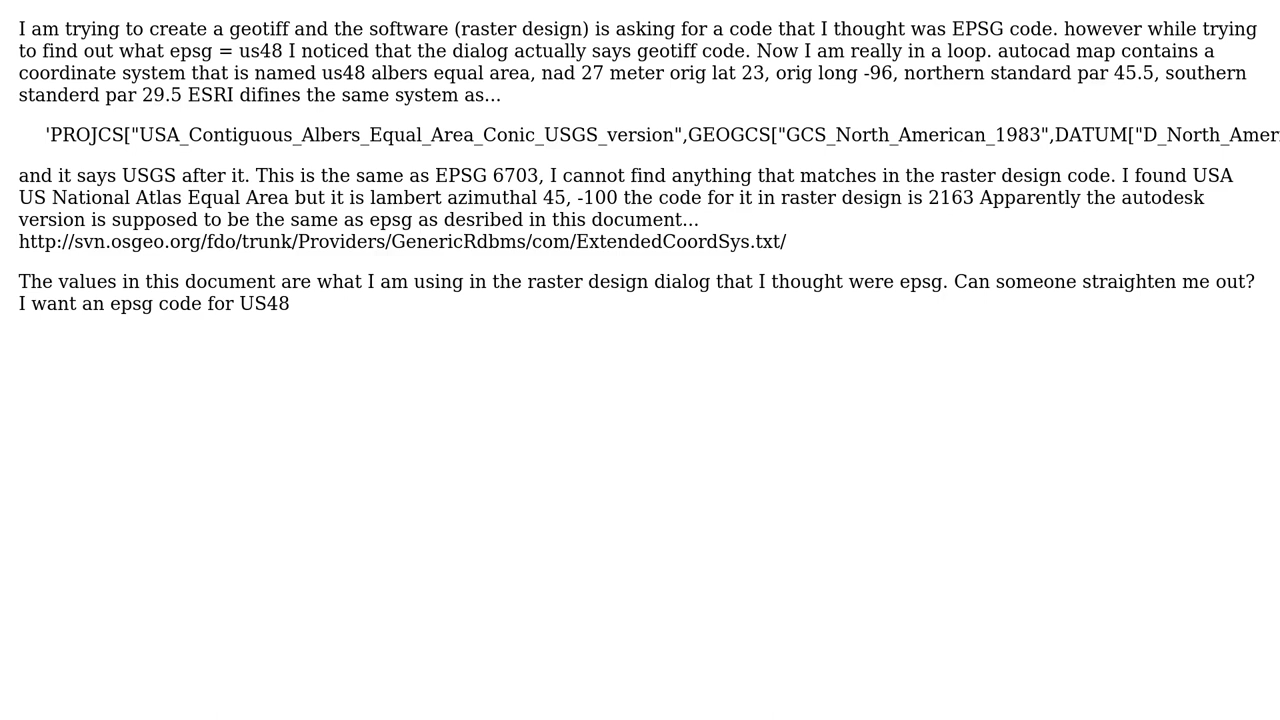 I am trying to create a geotiff and the software (raster design) is asking for a code that I thought was EPSG code. however while trying
to find out what epsg = us48 I noticed that the dialog actually says geotiff code. Now I am really in a loop. autocad map contains a
coordinate system that is named us48 albers equal area, nad 27 meter orig lat 23, orig long -96, northern standard par 45.5, southern
standerd par 29.5 ESRI difines the same system as...
'PROJCS["USA_Contiguous_Albers_Equal_Area_Conic_USGS_version",GEOGCS["GCS_North_American_1983",DATUM["D_North_Amer
and it says USGS after it. This is the same as EPSG 6703, I cannot find anything that matches in the raster design code. I found USA
US National Atlas Equal Area but it is lambert azimuthal 45, -100 the code for it in raster design is 2163 Apparently the autodesk
version is supposed to be the same as epsg as desribed in this document...
http://svn.osgeo.org/fdo/trunk/Providers/GenericRdbms/com/ExtendedCoordSys.txt/
The values in this document are what I am using in the raster design dialog that I thought were epsg. Can someone straighten me out?
I want an epsg code for US48